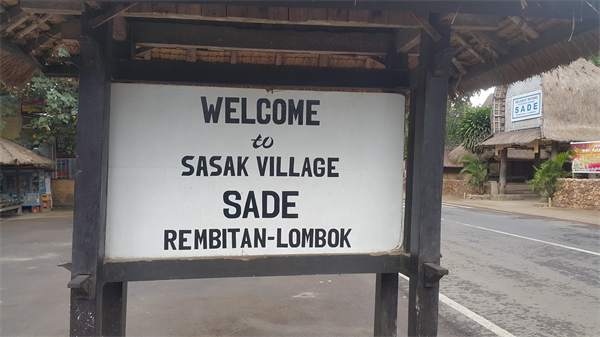 WELCOME
to
SASAK VILLAGE
SADE
REMBITAN-LOMBOK
SADE